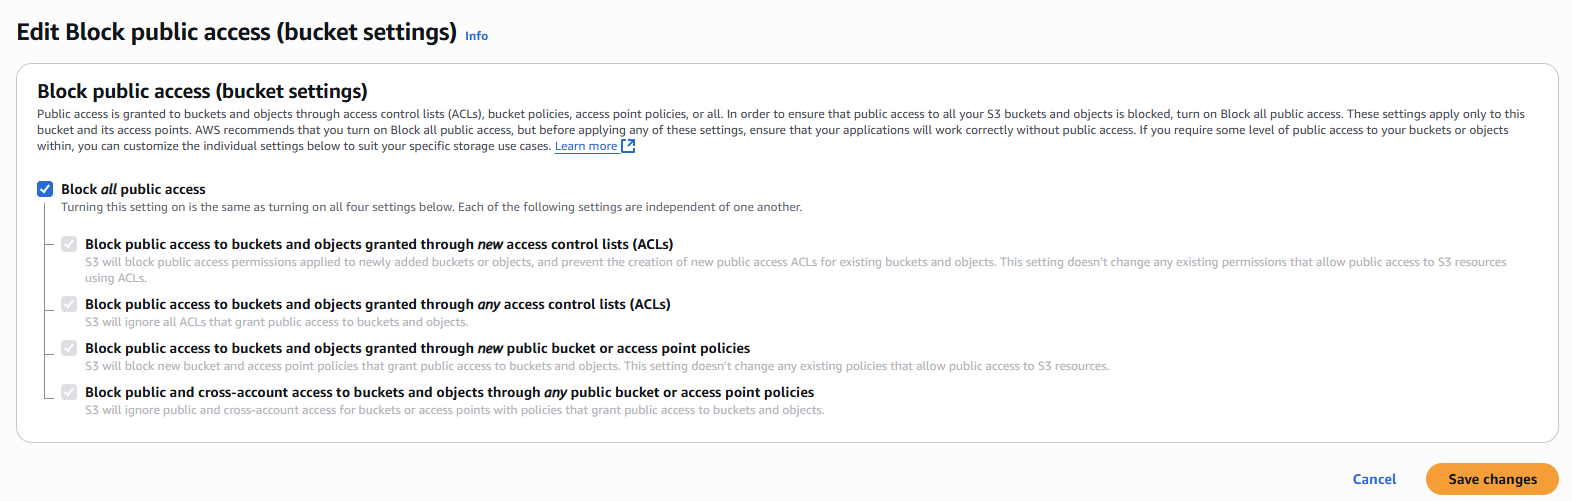 Edit Block public access (bucket settings) Info
Block public access (bucket settings)
Public access is granted to buckets and objects through access control lists (ACLs), bucket policies, access point policies, or all. In order to ensure that public access to all your S3 buckets and objects is blocked, turn on Block all public access. These settings apply only to this
bucket and its access points. AWS recommends that you turn on Block all public access, but before applying any of these settings, ensure that your applications will work correctly without public access. If you require some level of public access to your buckets or objects
within, you can customize the individual settings below to suit your specific storage use cases. Learn more
Block all public access
Turning this setting on is the same as turning on all four settings below. Each of the following settings are independent of one another.
Block public access to buckets and objects granted through new access control lists (ACLs)
S3 will block public access permissions applied to newly added buckets or objects, and prevent the creation of new public access ACLs for existing buckets and objects. This setting doesn't change any existing permissions that allow public access to S3 resources
using ACLs.
Block public access to buckets and objects granted through any access control lists (ACLs)
S3 will ignore all ACLs that grant public access to buckets and objects.
Block public access to buckets and objects granted through new public bucket or access point policies
S3 will block new bucket and access point policies that grant public access to buckets and objects. This setting doesn't change any existing policies that allow public access to S3 resources.
Block public and cross-account access to buckets and objects through any public bucket or access point policies
S3 will ignore public and cross-account access for buckets or access points with policies that grant public access to buckets and objects.
Cancel Save changes